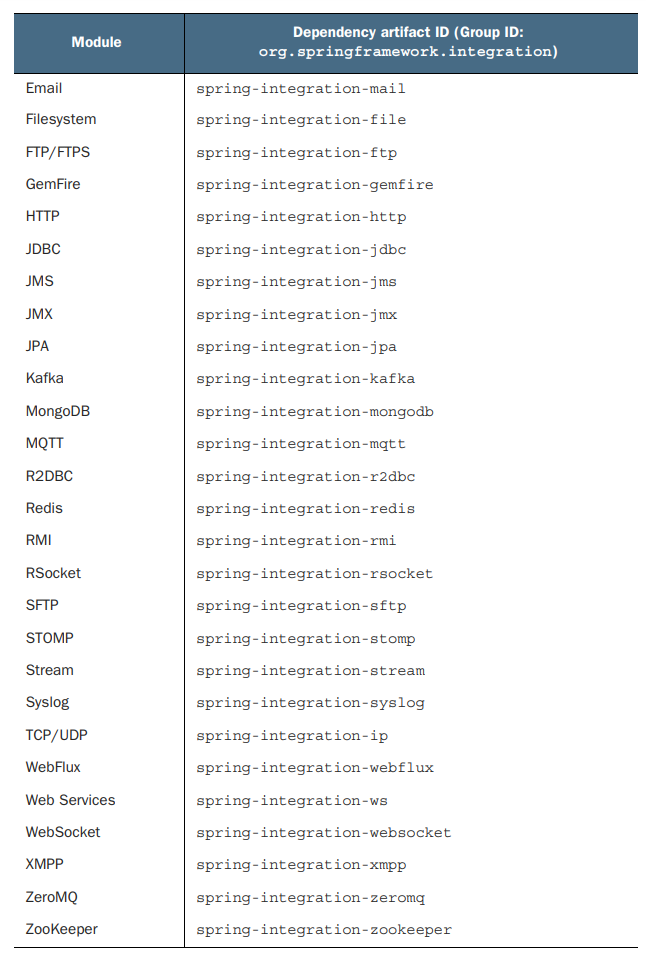 Module
Dependency artifact ID (Group ID:
org.springframework.integration)
Email spring-integration-mail
Filesystem spring-integration-file
FTP/FTPS spring-integration-ftp
GemFire spring-integration-gemfire
HTTP spring-integration-http
JDBC spring-integration-jdbc
JMS spring-integration-jms
JMX spring-integration-jmx
JPA spring-integration-jpa
Kafka spring-integration-kafka
MongoDB spring-integration-mongodb
MQTT spring-integration-mqtt
R2DBC spring-integration-r2dbc
Redis spring-integration-redis
RMI spring-integration-rmi
RSocket spring-integration-rsocket
SFTP spring-integration-sftp
STOMP spring-integration-stomp
Stream spring-integration-stream
Syslog spring-integration-syslog
TCP/UDP spring-integration-ip
WebFlux spring-integration-webflux
Web Services spring-integration-ws
WebSocket spring-integration-websocket
XMPP spring-integration-xmpp
ZeroMQ spring-integration-zeromq
ZooKeeper spring-integration-zookeeper